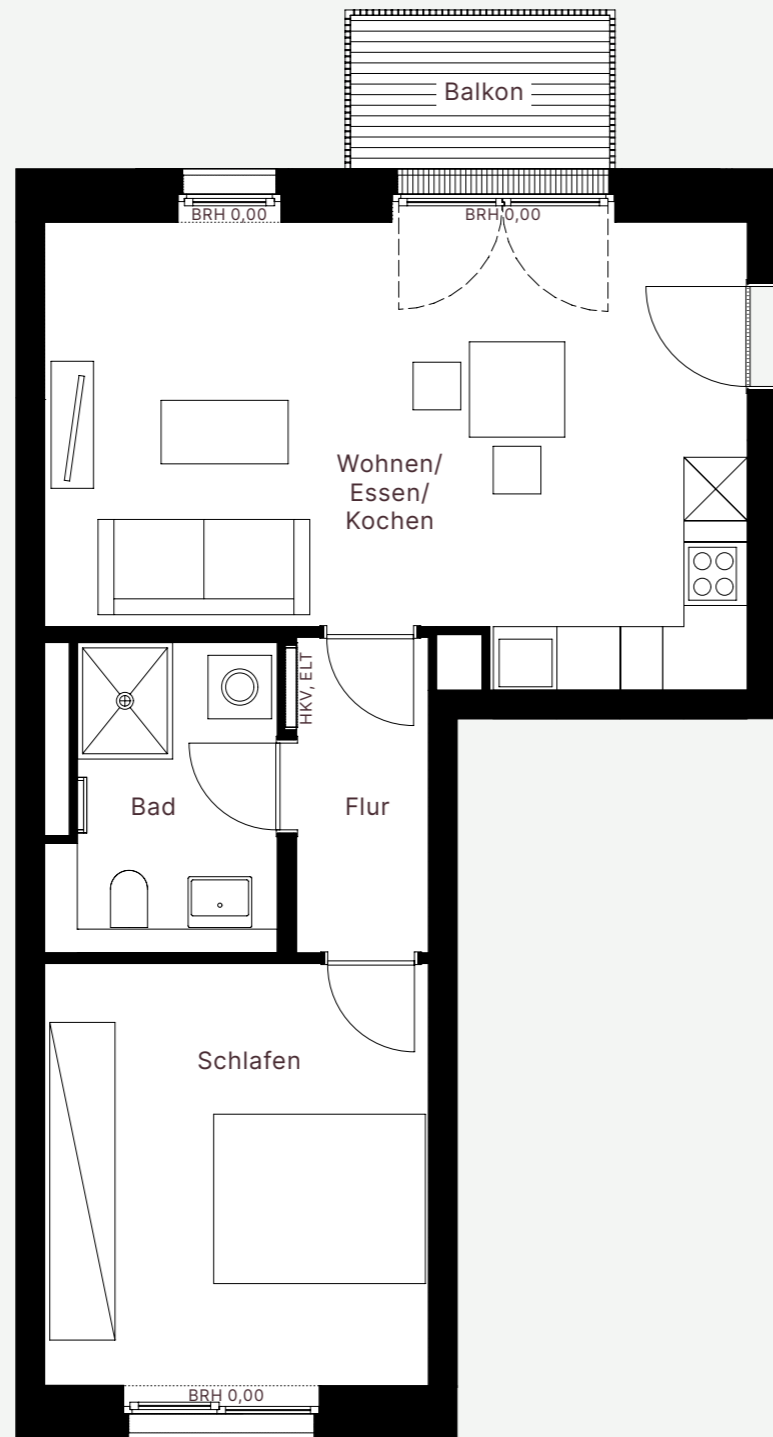 Balkon
BRH 0,00
BRH 0,00
Wohnen/
Essen/
Kochen
HKV, ELT
Bad
Flur
Schlafen
BRH 0,00